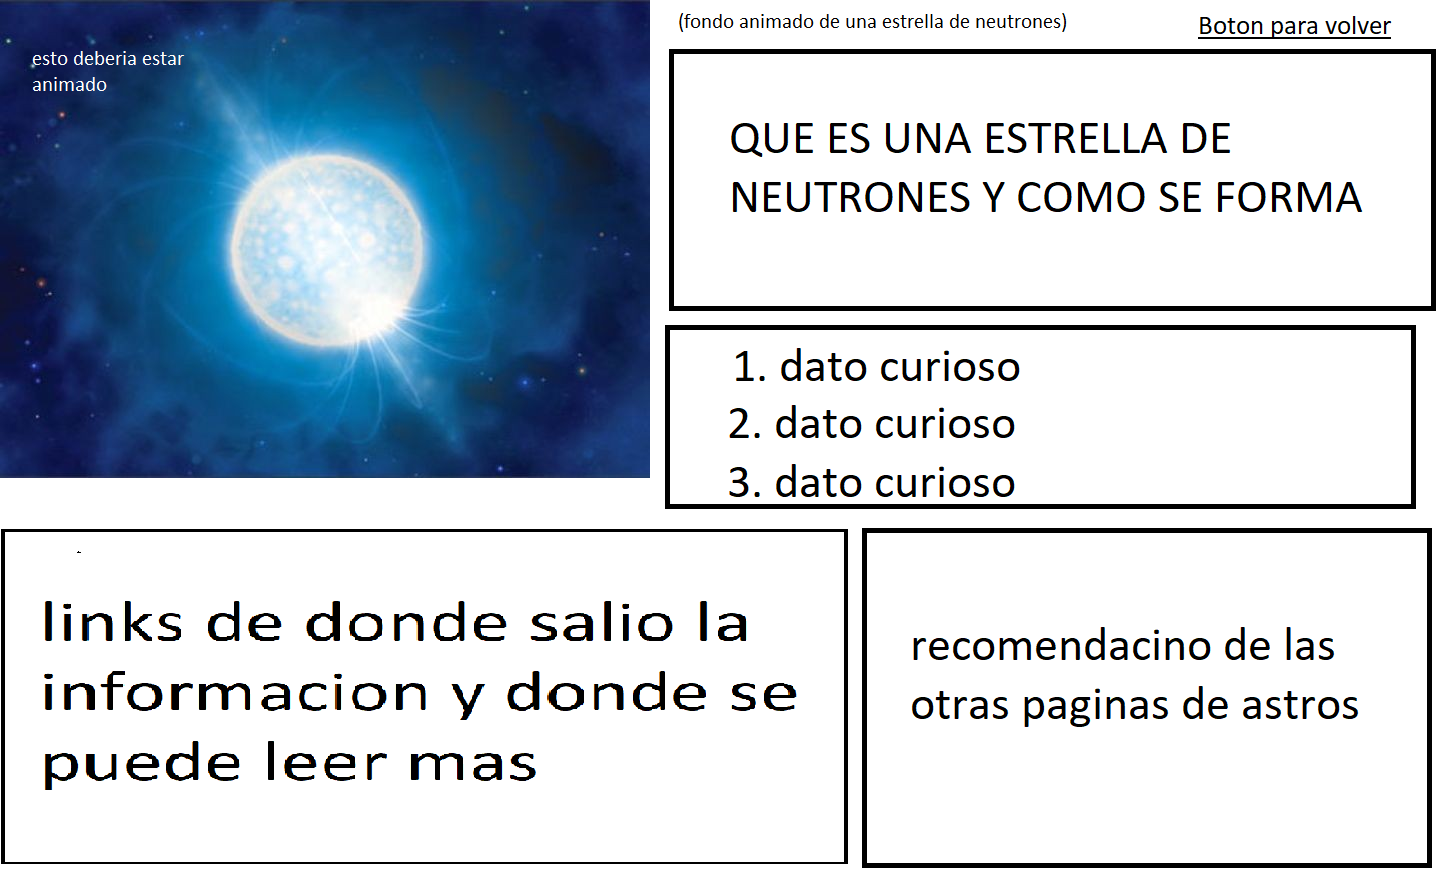 esto deberia estar
animado
(fondo animado de una estrella de neutrones)
Boton para volver
QUE ES UNA ESTRELLA DE
NEUTRONES Y COMO SE FORMA
1. dato curioso
2. dato curioso
3. dato curioso
links de donde salio la
informacion y donde se
puede leer mas
recomendacino de las
otras paginas de astros